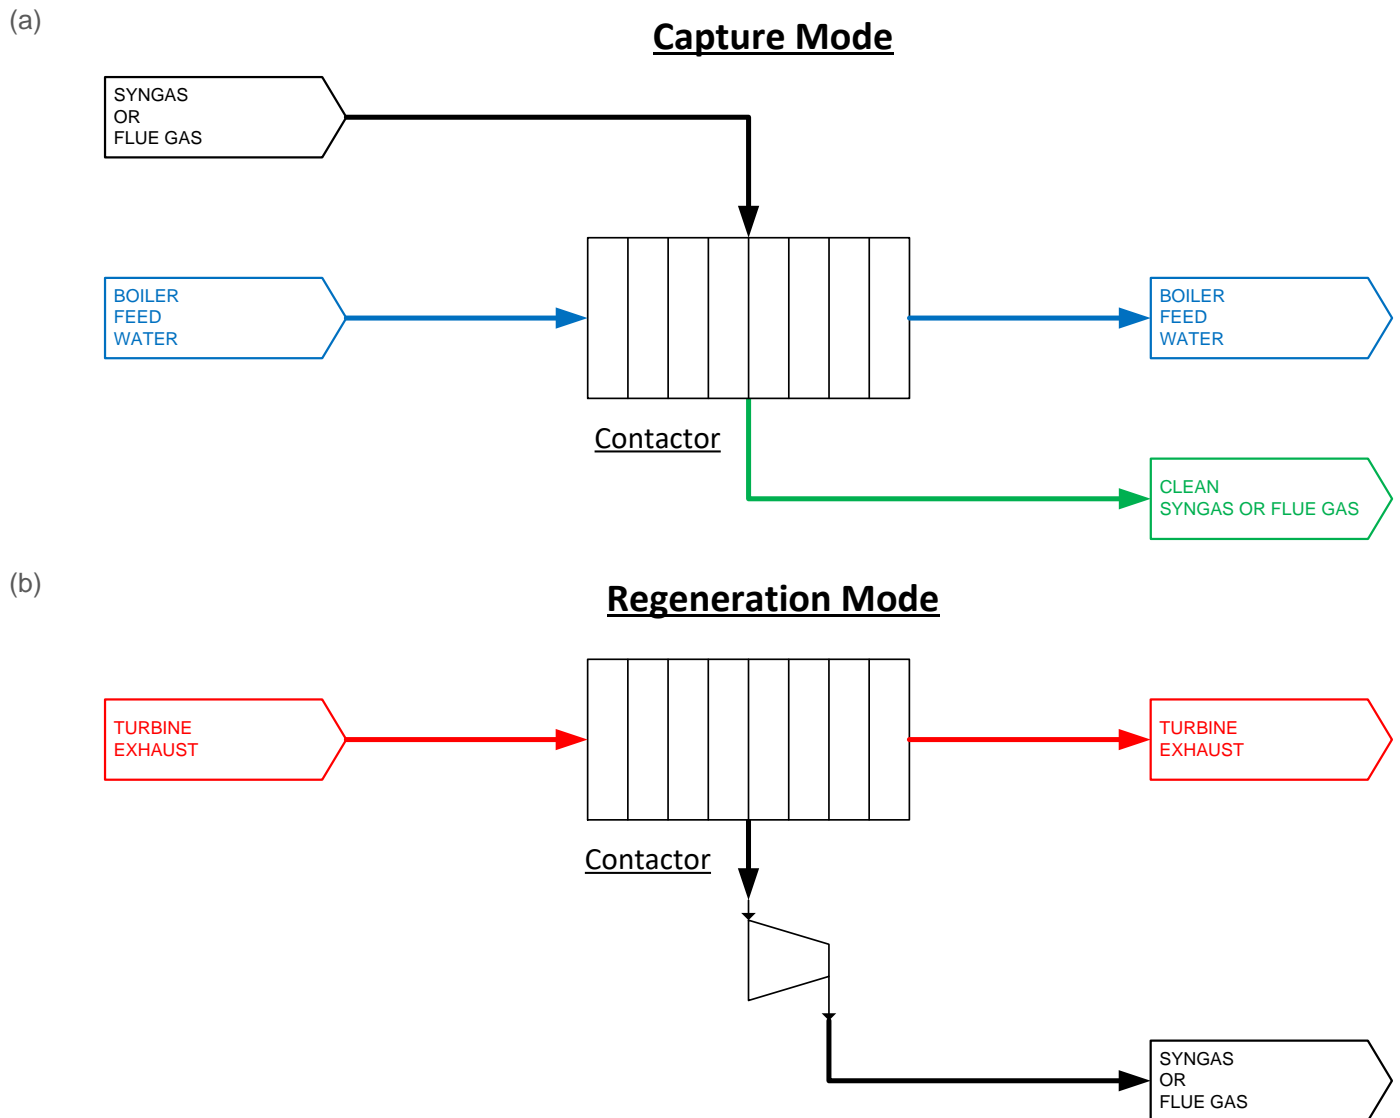 (a)
Capture Mode
SYNGAS
OR
FLUE GAS
BOILER
FEED
WATER
BOILER
FEED
WATER
Contactor
CLEAN
SYNGAS OR FLUE GAS
(b)
Regeneration Mode
TURBINE
EXHAUST
TURBINE
EXHAUST
Contactor
SYNGAS
OR
FLUE GAS